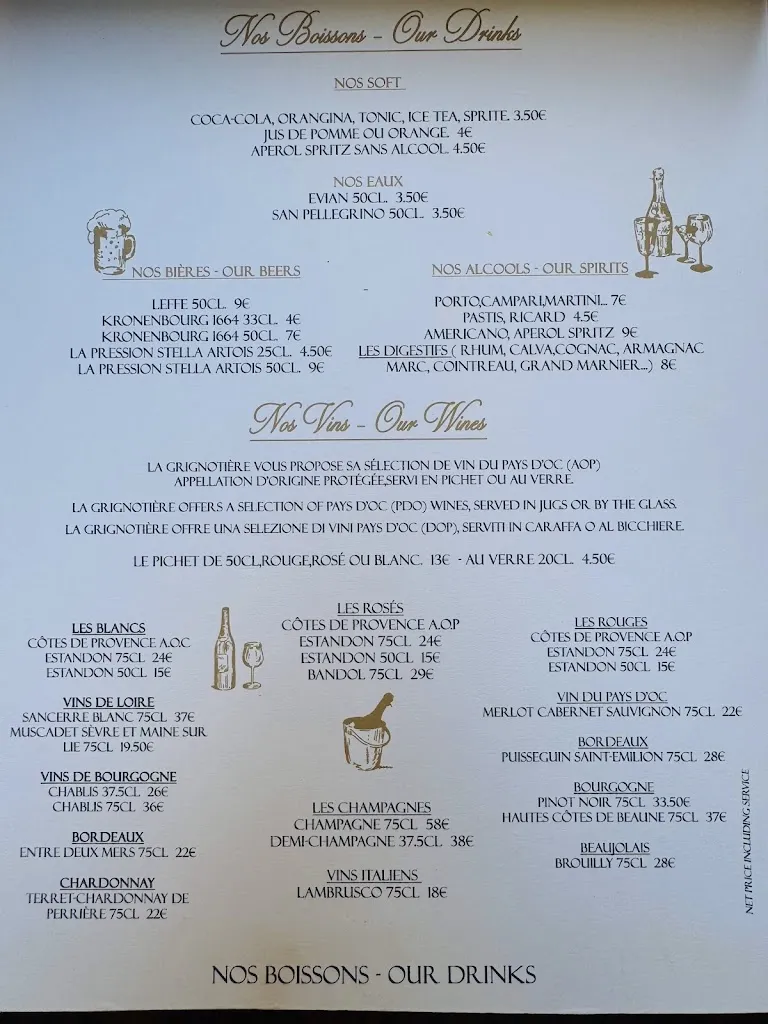 Nos Boissons - Our Drinks
NOS SOFT
COCA-COLA, ORANGINA, TONIC, ICE TEA, SPRITE. 3.50€
JUS DE POMME OU ORANGE. 4€
APEROL SPRITZ SANS ALCOOL. 4.50€
NOS EAUX
EVIAN 50CL. 3.50€
SAN PELLEGRINO 50CL. 3.50€
NOS BIÈRES - OUR BEERS
LEFFE 50CL. 9€
KRONENBOURG 1664 33CL. 4€
KRONENBOURG 1664 50CL. 7€
LA PRESSION STELLA ARTOIS 25CL. 4.50€
LA PRESSION STELLA ARTOIS 50CL. 9€
NOS ALCOOLS - OUR SPIRITS
PORTO,CAMPARI,MARTINI... 7€
PASTIS, RICARD 4.5€
AMERICANO, APEROL SPRITZ 9€
LES DIGESTIFS ( RHUM, CALVA,COGNAC, ARMAGNAC
MARC, COINTREAU, GRAND MARNIER...) 8€
Nos Vins - Our Wines
LA GRIGNOTIÈRE VOUS PROPOSE SA SÉLECTION DE VIN DU PAYS D'OC (AOP)
APPELLATION D'ORIGINE PROTÉGÉE,SERVI EN PICHET OU AU VERRE.
LA GRIGNOTIÈRE OFFERS A SELECTION OF PAYS D'OC (PDO) WINES, SERVED IN JUGS OR BY THE GLASS.
LA GRIGNOTIÈRE OFFRE UNA SELEZIONE DI VINI PAYS D'OC (DOP), SERVITI IN CARAFFA O AL BICCHIERE.
LE PICHET DE 50CL,ROUGE,ROSÉ OU BLANC. 13€ - AU VERRE 20CL. 4.50€
LES BLANCS
CÔTES DE PROVENCE A.O.C
ESTANDON 75CL 24€
ESTANDON 50CL 15€
VINS DE LOIRE
SANCERRE BLANC 75CL 37€
MUSCADET SÈVRE ET MAINE SUR
LIE 75CL 19.50€
VINS DE BOURGOGNE
CHABLIS 37.5CL 26€
CHABLIS 75CL 36€
BORDEAUX
ENTRE DEUX MERS 75CL 22€
CHARDONNAY
TERRET-CHARDONNAY DE
PERRIÈRE 75CL 22€
LES ROSÉS
CÔTES DE PROVENCE A.O.P
ESTANDON 75CL 24€
ESTANDON 50CL 15€
BANDOL 75CL 29€
LES CHAMPAGNES
CHAMPAGNE 75CL 58€
DEMI-CHAMPAGNE 37.5CL 38€
VINS ITALIENS
LAMBRUSCO 75CL 18€
LES ROUGES
CÔTES DE PROVENCE A.O.P
ESTANDON 75CL 24€
ESTANDON 50CL 15€
VIN DU PAYS D'OC
MERLOT CABERNET SAUVIGNON 75CL 22€
BORDEAUX
PUISSEGUIN SAINT-EMILION 75CL 28€
BOURGOGNE
PINOT NOIR 75CL 33.50€
HAUTES CÔTES DE BEAUNE 75CL 37€
BEAUJOLAIS
BROUILLY 75CL 28€
NET PRICE INCLUDING SERVICE
NOS BOISSONS - OUR DRINKS